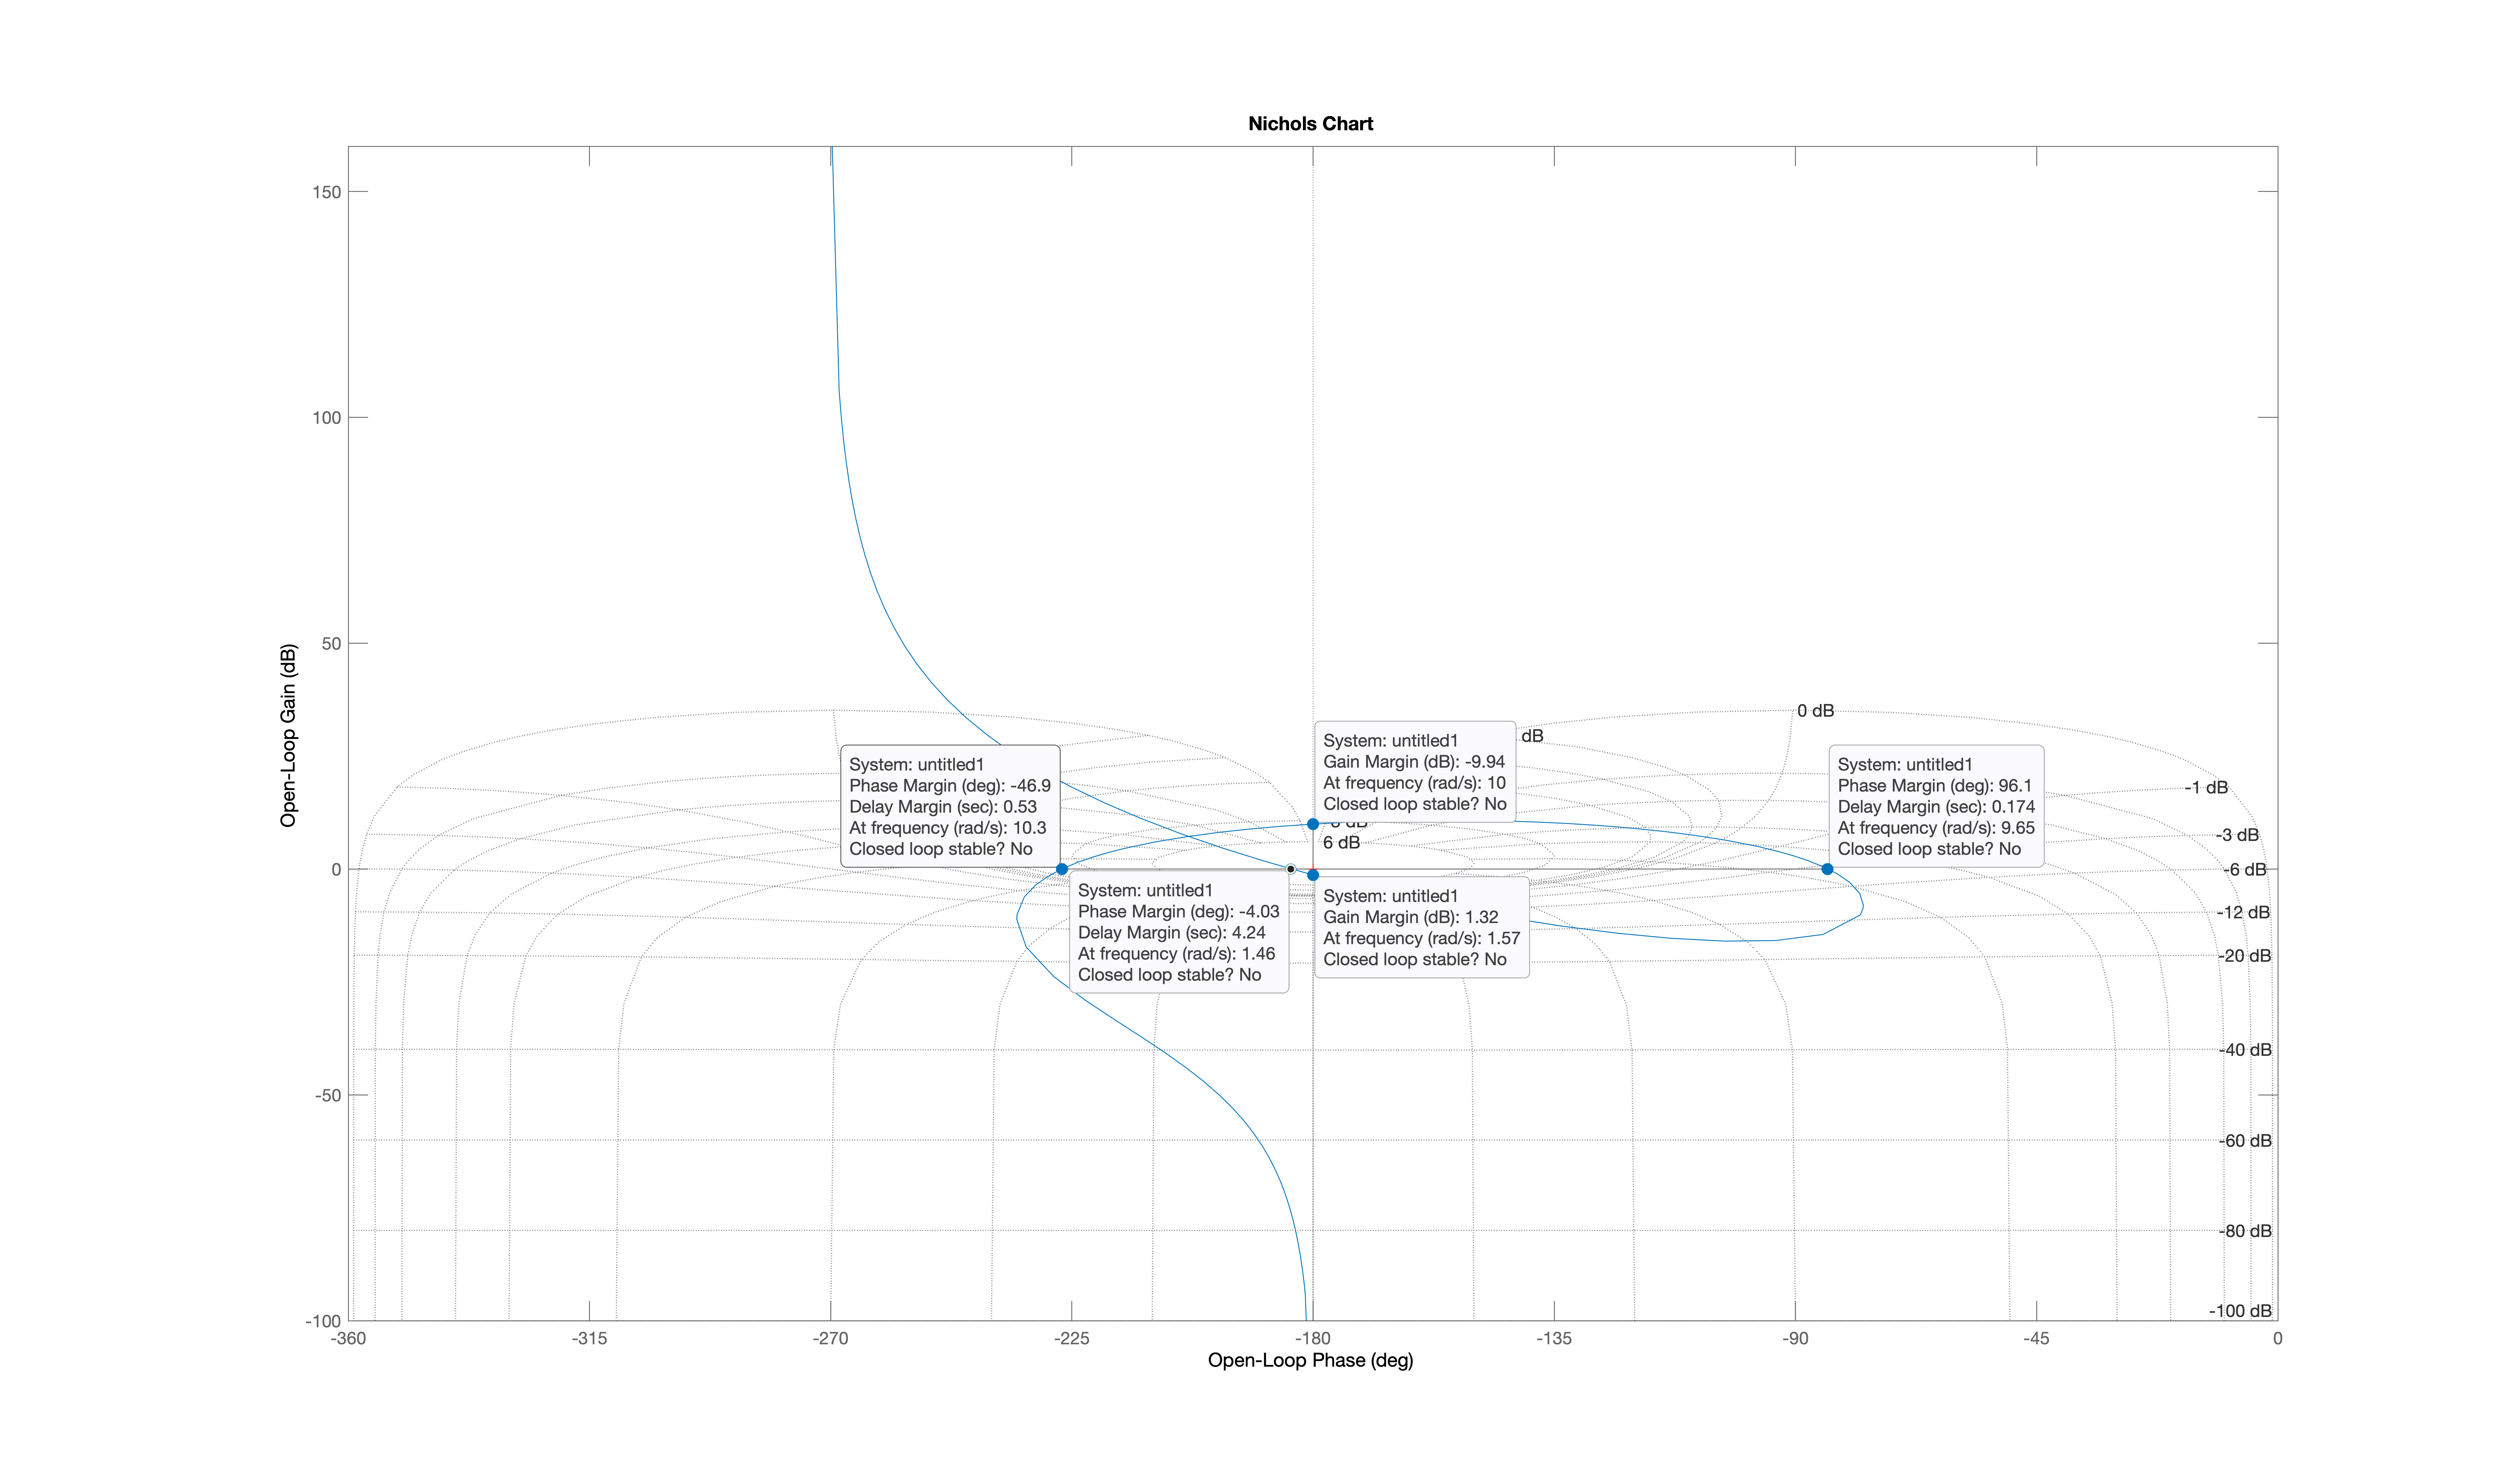 Nichols Chart
150
100
50
0
-50
-100
Open-Loop Gain (dB)
0 dB
dB
-1 dB
-3 dB
6 dB
-6 dB
-12 dB
-20 dB
-40 dB
-60 dB
-80 dB
-100 dB
System: untitled1
Phase Margin (deg): -46.9
Delay Margin (sec): 0.53
At frequency (rad/s): 10.3
Closed loop stable? No
System: untitled1
Gain Margin (dB): -9.94
At frequency (rad/s): 10
Closed loop stable? No
System: untitled1
Phase Margin (deg): 96.1
Delay Margin (sec): 0.174
At frequency (rad/s): 9.65
Closed loop stable? No
System: untitled1
Phase Margin (deg): -4.03
Delay Margin (sec): 4.24
At frequency (rad/s): 1.46
Closed loop stable? No
System: untitled1
Gain Margin (dB): 1.32
At frequency (rad/s): 1.57
Closed loop stable? No
-360
-315
-270
-225
-180
-135
-90
-45
0
Open-Loop Phase (deg)